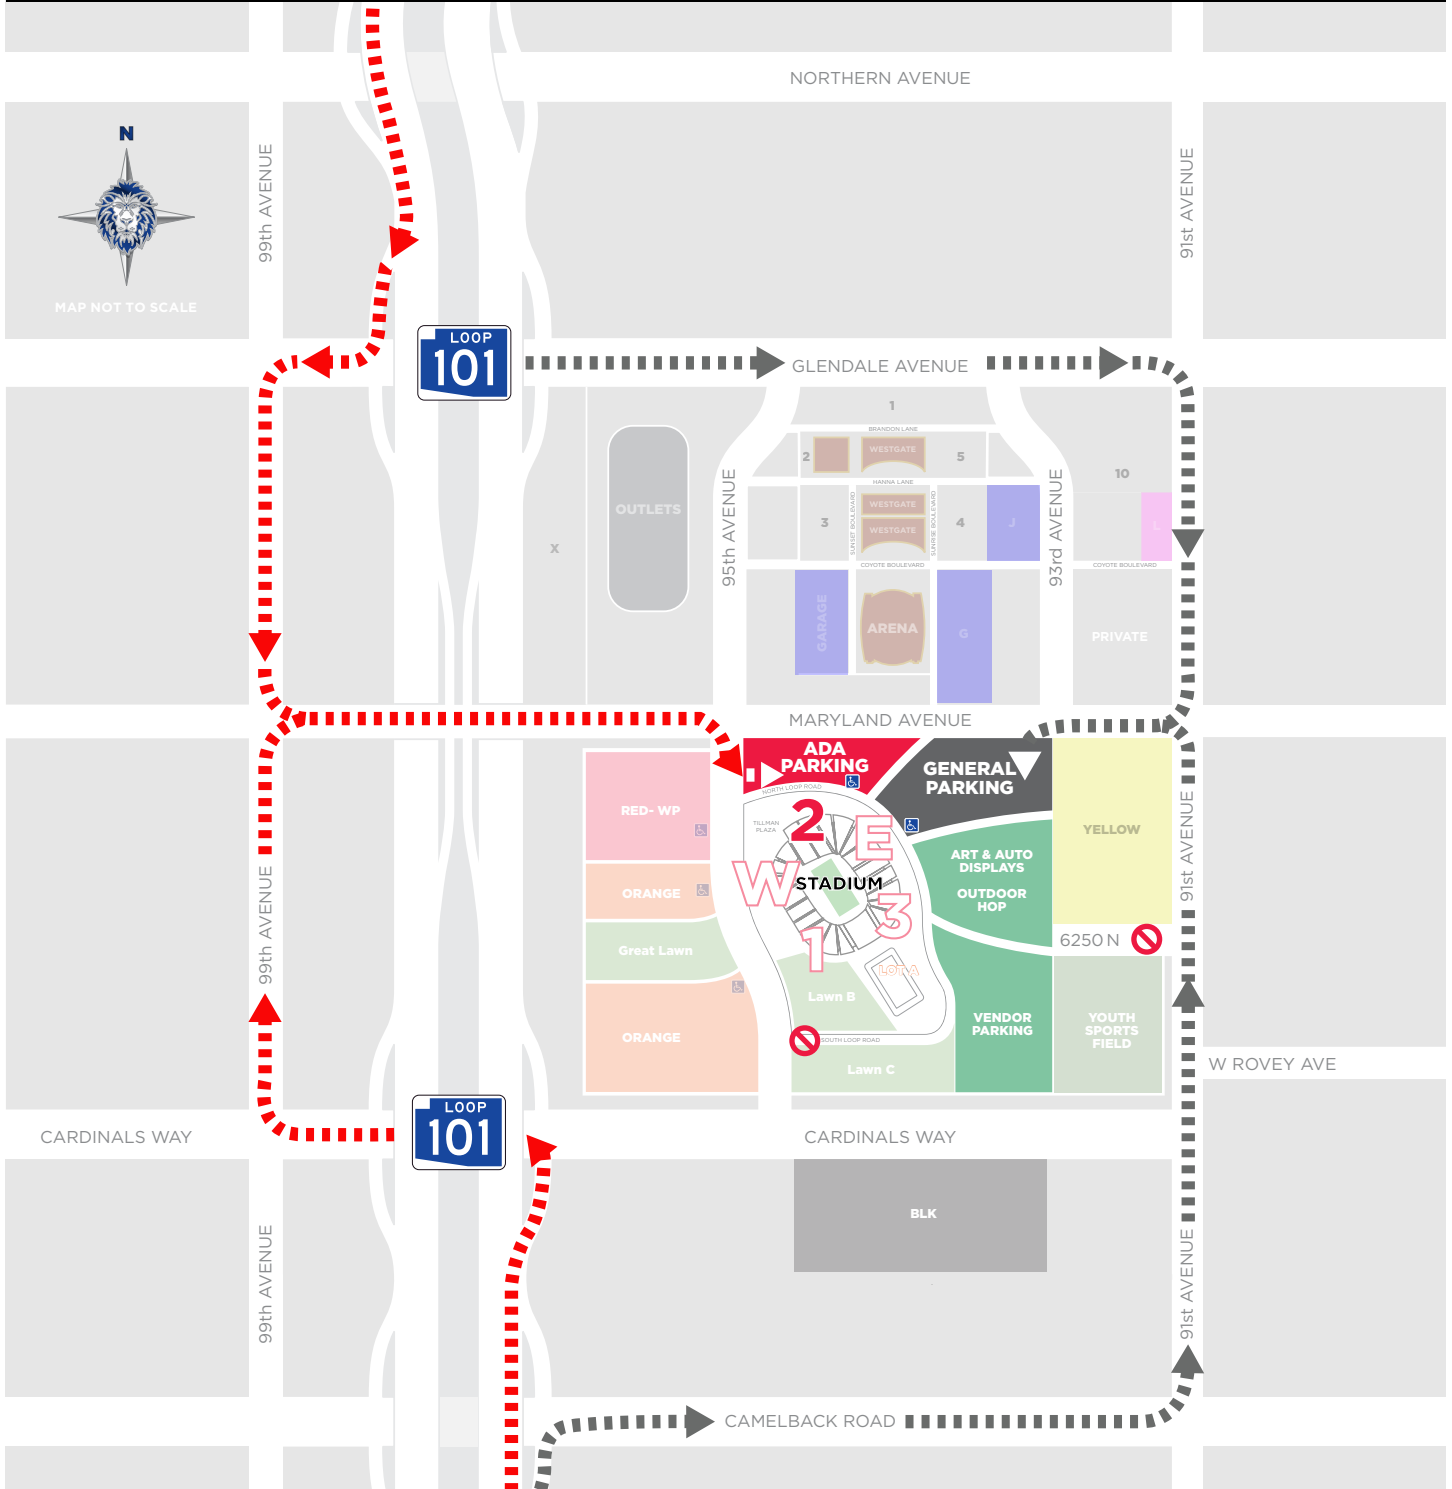 NORTHERN AVENUE
N
99th AVENUE
91st AVENUE
MAP NOT TO SCALE
LOOP
101
GLENDALE AVENUE
1
BRANDON LANE
2
WESTGATE
5
10
HANNA LANE
OUTLETS
X
95th AVENUE
3
SUNSET BOULEVARD
WESTGATE
WESTGATE
SUNRISE BOULEVARD
4
J
93rd AVENUE
L
COYOTE BOULEVARD
COYOTE BOULEVARD
GARAGE
ARENA
G
PRIVATE
MARYLAND AVENUE
ADA
PARKING
GENERAL
PARKING
NORTH LOOP ROAD
RED- WP
TILLMAN
PLAZA
2
E
YELLOW
ART & AUTO
DISPLAYS
OUTDOOR
HOP
91st AVENUE
ORANGE
W
STADIUM
3
99th AVENUE
Great Lawn
1
6250 N
LOT A
Lawn B
ORANGE
VENDOR
PARKING
YOUTH
SPORTS
FIELD
SOUTH LOOP ROAD
Lawn C
W ROVEY AVE
LOOP
101
CARDINALS WAY
CARDINALS WAY
BLK
99th AVENUE
91st AVENUE
CAMELBACK ROAD